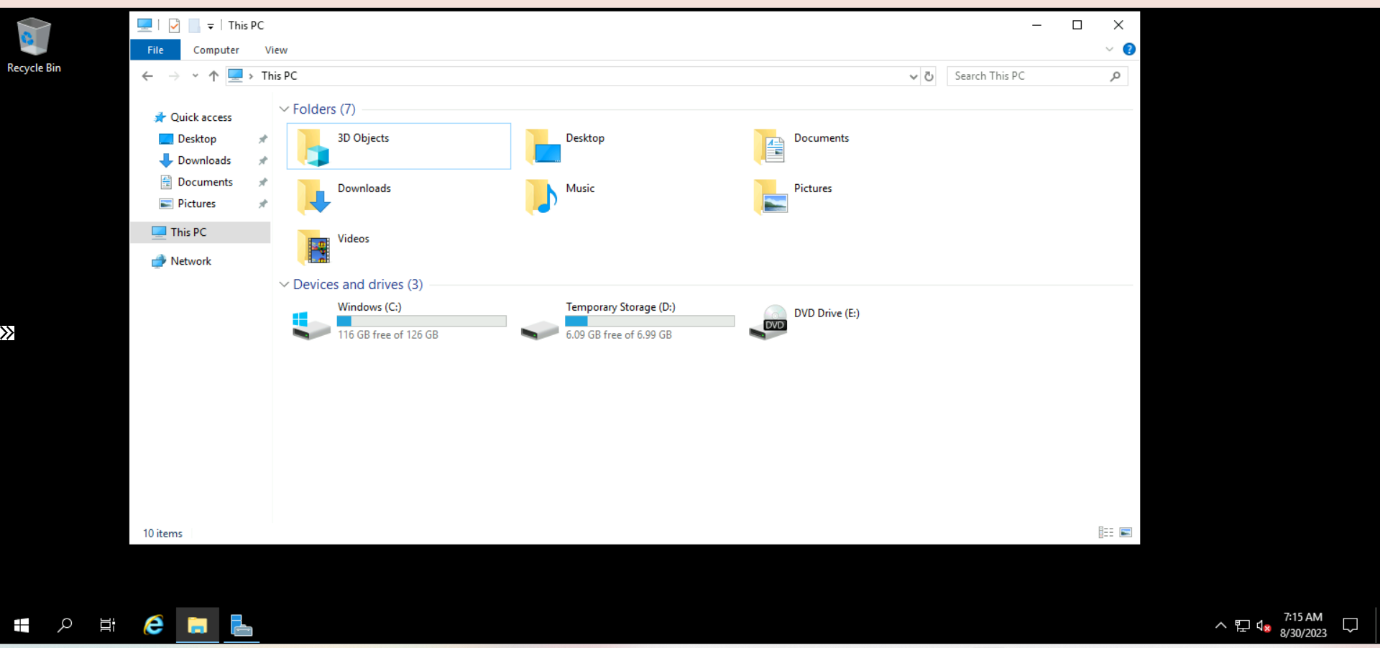 This PC
File Computer View
This PC
Search This PC
Recycle Bin
Quick access
Desktop
Downloads
Documents
Pictures
This PC
Network
Folders (7)
3D Objects
Desktop
Documents
Downloads
Music
Pictures
Videos
Devices and drives (3)
Windows (C:)
116 GB free of 126 GB
Temporary Storage (D:)
6.09 GB free of 6.99 GB
DVD
DVD Drive (E:)
10 items
7:15 AM
8/30/2023